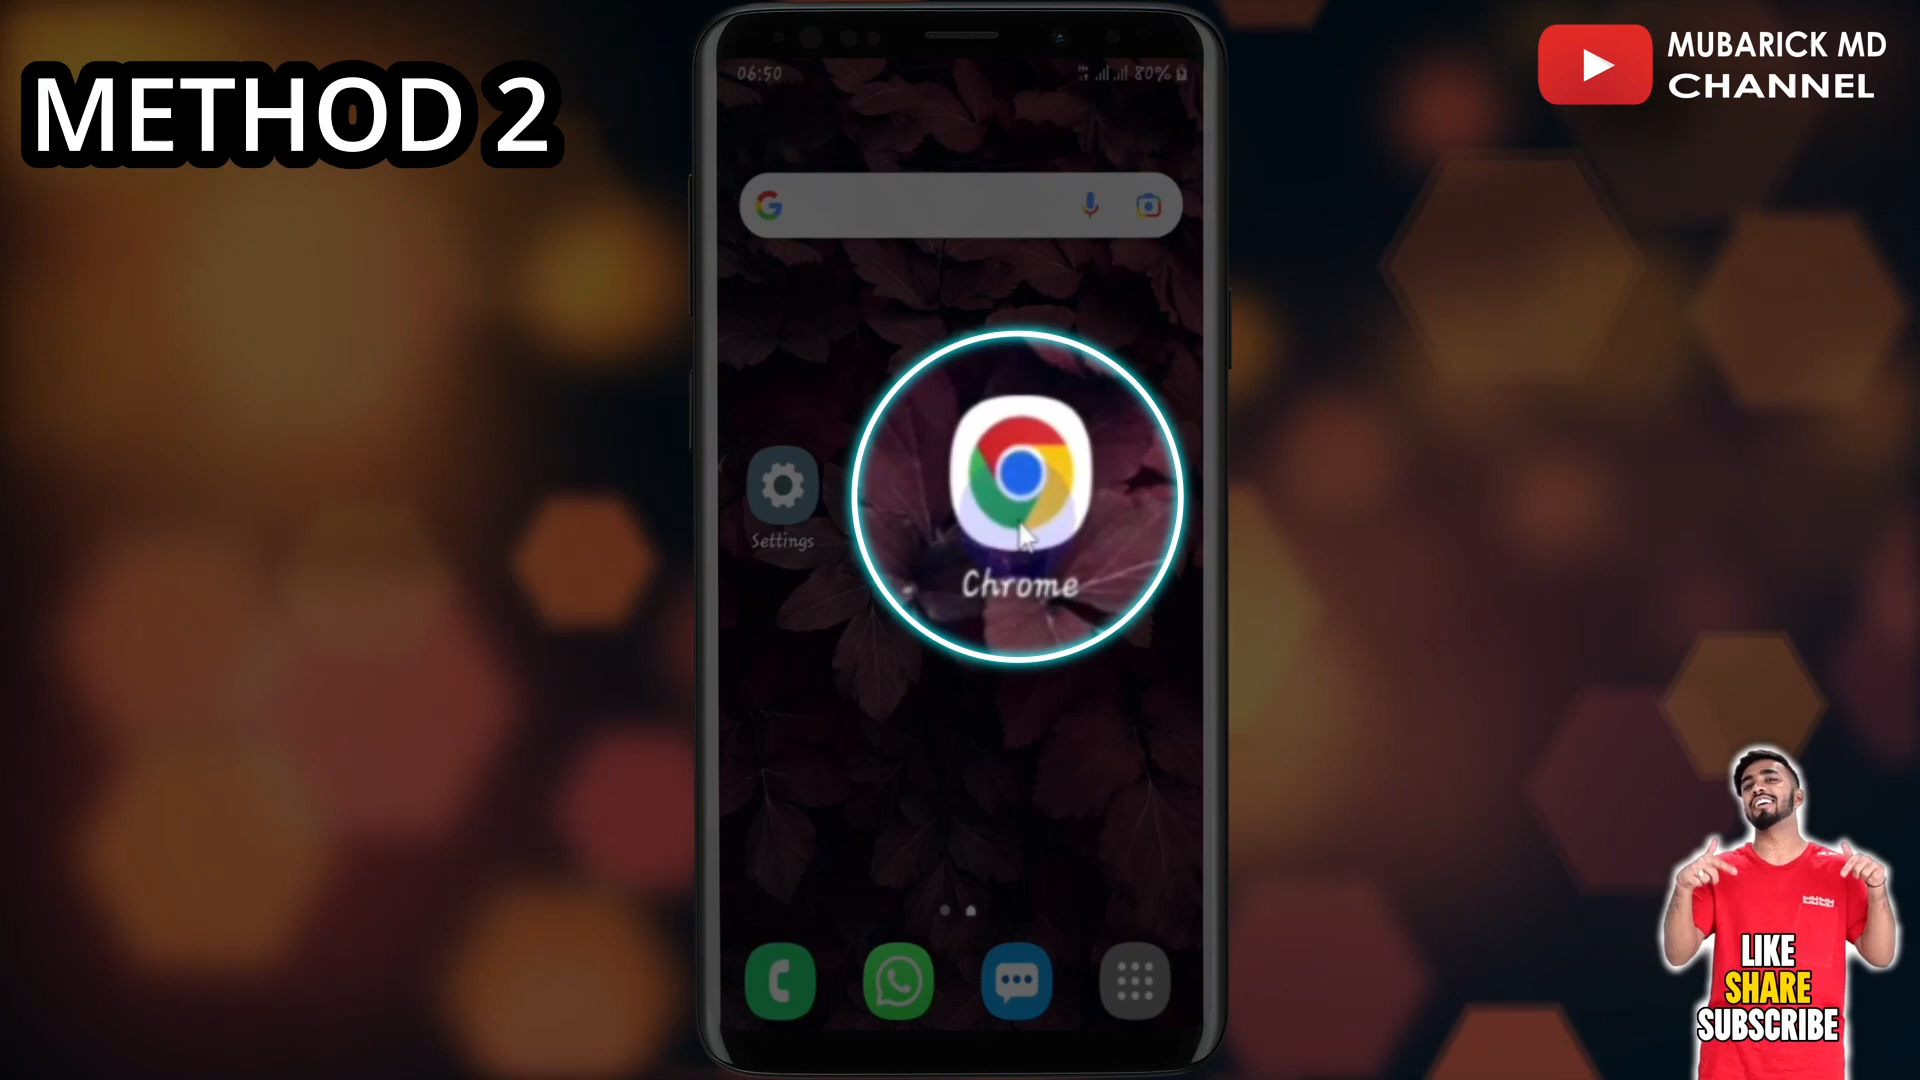 METHOD 2
MUBARICK MD
CHANNEL
06:50
80%
Settings
Chrome
LIKE
SHARE
SUBSCRIBE